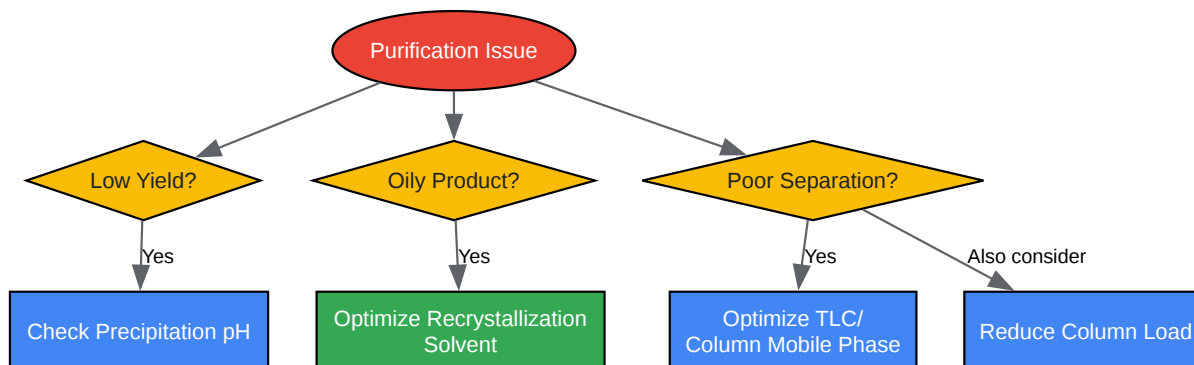 Purification Issue
Low Yield?
Oily Product?
Poor Separation?
Yes
Yes
Yes
Also consider
Check Precipitation pH
Optimize Recrystallization
Solvent
Optimize TLC/
Column Mobile Phase
Reduce Column Load